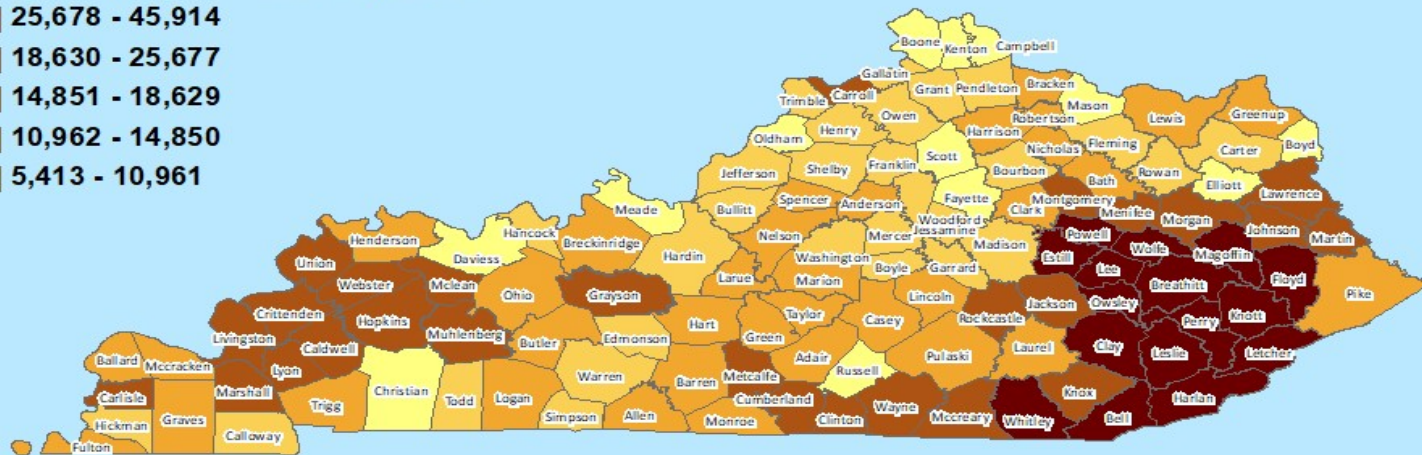 25,678 - 45,914
18,630 - 25,677
14,851 - 18,629
10,962 - 14,850
5,413 - 10,961
Boone
Kenton
Campbell
Gallatin
Grant
Pendleton
Bracken
Mason
Trimble
Carroll
Owen
Robertson
Lewis
Greenup
Oldham
Henry
Harrison
Fleming
Carter
Boyd
Scott
Nicholas
Jefferson
Shelby
Franklin
Bourbon
Rowan
Elliott
Bath
Lawrence
Meade
Bullitt
Spencer
Anderson
Fayette
Clark
Montgomery
Menifee
Morgan
Woodford
Hancock
Henderson
Breckinridge
Nelson
Mercer
Jessamine
Madison
Powell
Johnson
Martin
Daviess
Union
Hardin
Washington
Boyle
Garrard
Estill
Wolfe
Magoffin
Webster
Mclean
Ohio
Grayson
Larue
Marion
Lee
Breathitt
Floyd
Pike
Crittenden
Hopkins
Lincoln
Jackson
Owsley
Livingston
Muhlenberg
Hart
Taylor
Casey
Rockcastle
Perry
Knott
Caldwell
Butler
Edmonson
Green
Laurel
Clay
Leslie
Letcher
Ballard
Mccracken
Lyon
Warren
Adair
Pulaski
Russell
Marshall
Christian
Todd
Logan
Barren
Metcalfe
Carlisle
Trigg
Cumberland
Knox
Harlan
Hickman
Graves
Calloway
Simpson
Allen
Monroe
Clinton
Wayne
Mccreary
Whitley
Bell
Fulton